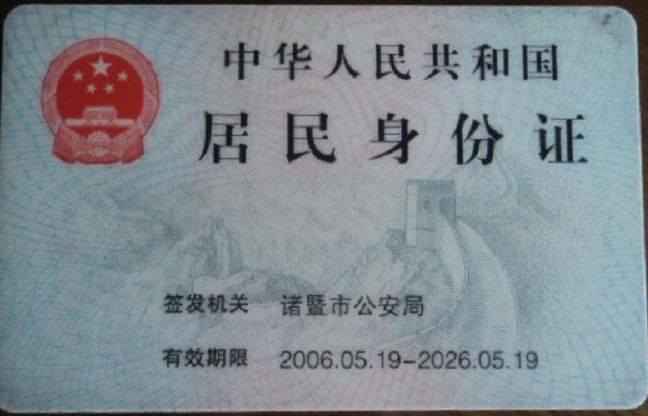 中华人民共和国
居民身份证
签发机关 诸暨市公安局
有效期限 2006.05.19-2026.05.19